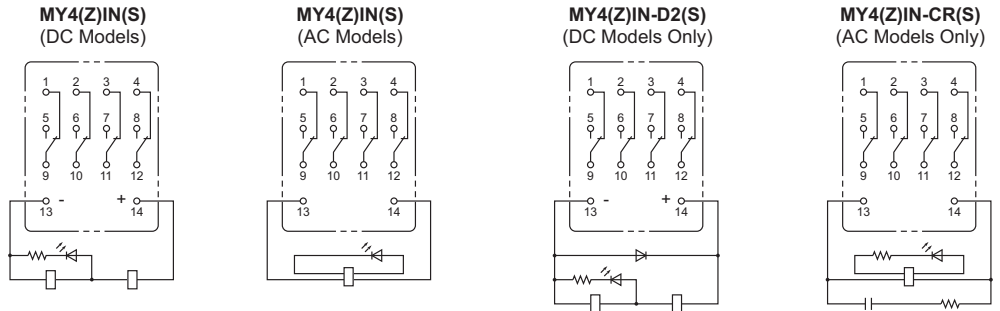 MY4(Z)IN(S)
(DC Models)
1 2 3 4
5 6 7 8
9 10 11 12
- +
13 14
MY4(Z)IN(S)
(AC Models)
1 2 3 4
5 6 7 8
9 10 11 12
13 14
MY4(Z)IN-D2(S)
(DC Models Only)
1 2 3 4
5 6 7 8
9 10 11 12
- +
13 14
MY4(Z)IN-CR(S)
(AC Models Only)
1 2 3 4
5 6 7 8
9 10 11 12
13 14